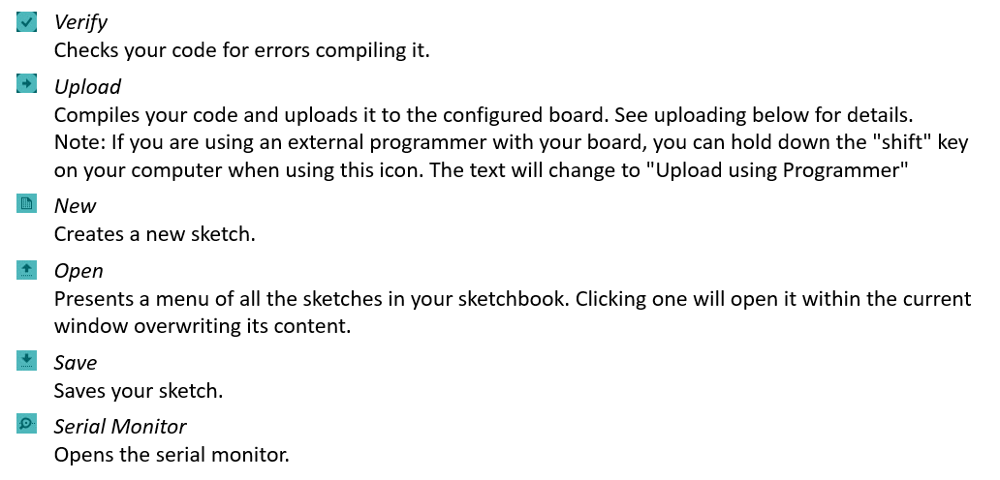 Verify
Checks your code for errors compiling it.
Upload
Compiles your code and uploads it to the configured board. See uploading below for details.
Note: If you are using an external programmer with your board, you can hold down the "shift" key
on your computer when using this icon. The text will change to "Upload using Programmer"
New
Creates a new sketch.
Open
Presents a menu of all the sketches in your sketchbook. Clicking one will open it within the current
window overwriting its content.
Save
Saves your sketch.
Serial Monitor
Opens the serial monitor.